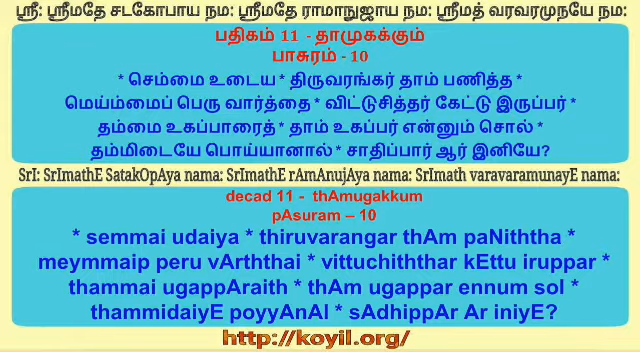 ஸ்ரீ: ஸ்ரீமதே சடகோபாய நம: ஸ்ரீமதே ராமாநுஜாய நம: ஸ்ரீமத் வரவரமுநயே நம:
பதிகம் 11 - தாமுகக்கும்
பாசுரம் - 10
* செம்மை உடைய * திருவரங்கர் தாம் பணித்த *
மெய்ம்மைப் பெரு வார்த்தை * விட்டுசித்தர் கேட்டு இருப்பர் *
தம்மை உகப்பாரைத் * தாம் உகப்பர் என்னும் சொல் *
தம்மிடையே பொய்யானால் * சாதிப்பார் ஆர் இனியே?
SrI: SrImathE SatakOpAya nama: SrImathE rAmAnujAya nama: SrImath varavaramunayE nama:
decad 11 - thAmugakkum
pAsuram – 10
* semmai udaiya * thiruvarangar thAm paNiththa *
meymmaip peru vArththai * vittuchiththar kEttu iruppar *
thammai ugappAraith * thAm ugappar ennum sol *
thammidaiyE poyyAnAl * sAdhippAr Ar iniyE?
http://koyil.org/